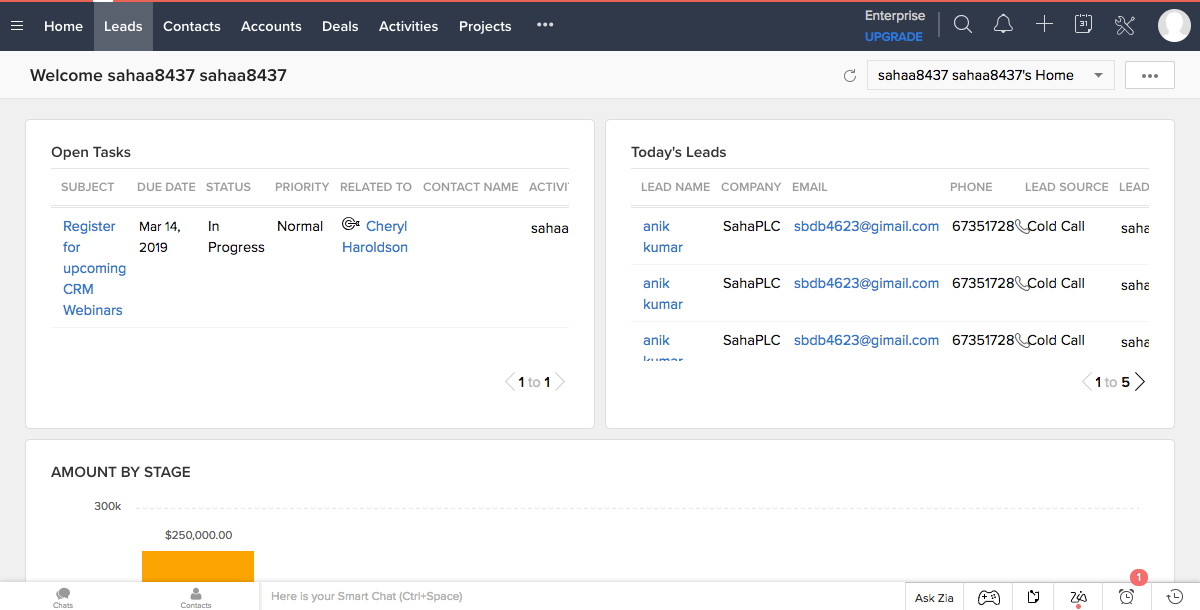 Home Leads Contacts Accounts Deals Activities Projects •••
Enterprise
UPGRADE
31
Welcome sahaa8437 sahaa8437
sahaa8437 sahaa8437's Home
Open Tasks
SUBJECT DUE DATE STATUS PRIORITY RELATED TO CONTACT NAME ACTIVI
Register for upcoming CRM Webinars
Mar 14, 2019
In Progress
Normal
Cheryl Haroldson
sahaa
1 to 1
Today's Leads
LEAD NAME COMPANY EMAIL PHONE LEAD SOURCE LEAD
anik kumar SahaPLC sbdb4623@gimail.com 67351728 Cold Call saha
anik kumar SahaPLC sbdb4623@gimail.com 67351728 Cold Call saha
anik kumar SahaPLC sbdb4623@gimail.com 67351728 Cold Call saha
1 to 5
AMOUNT BY STAGE
300k
$250,000.00
Chats
Contacts
Here is your Smart Chat (Ctrl+Space)
Ask Zia
1